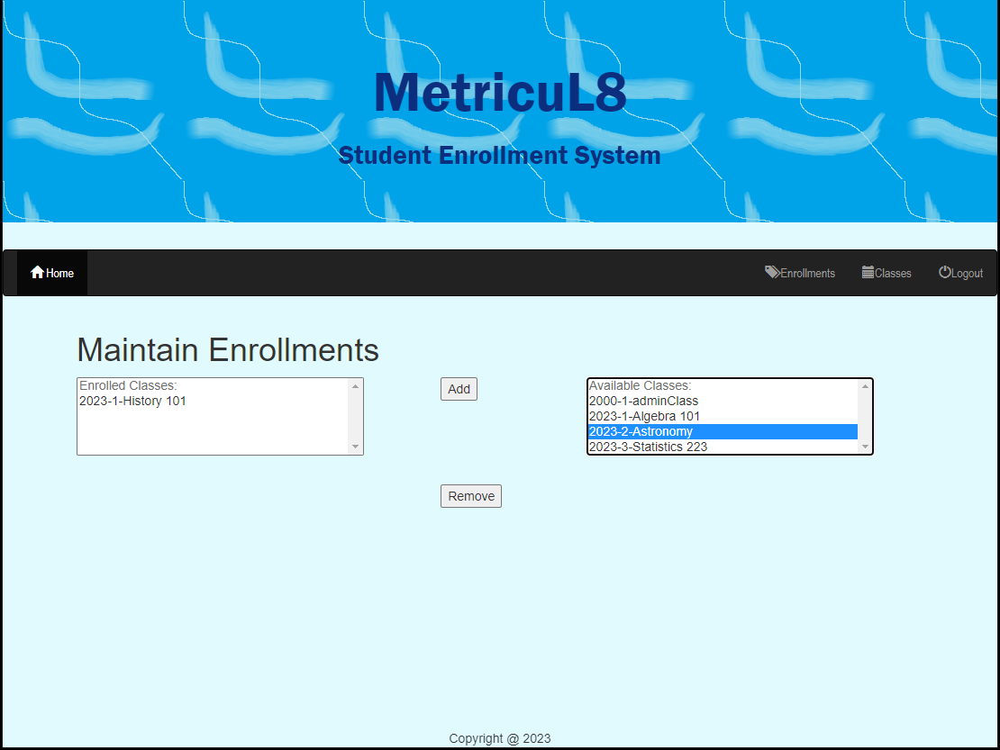 MetricuL8
Student Enrollment System
Home
Enrollments
Classes
Logout
Maintain Enrollments
Enrolled Classes:
2023-1-History 101
Add
Remove
Available Classes:
2000-1-adminClass
2023-1-Algebra 101
2023-2-Astronomy
2023-3-Statistics 223
Copyright @ 2023